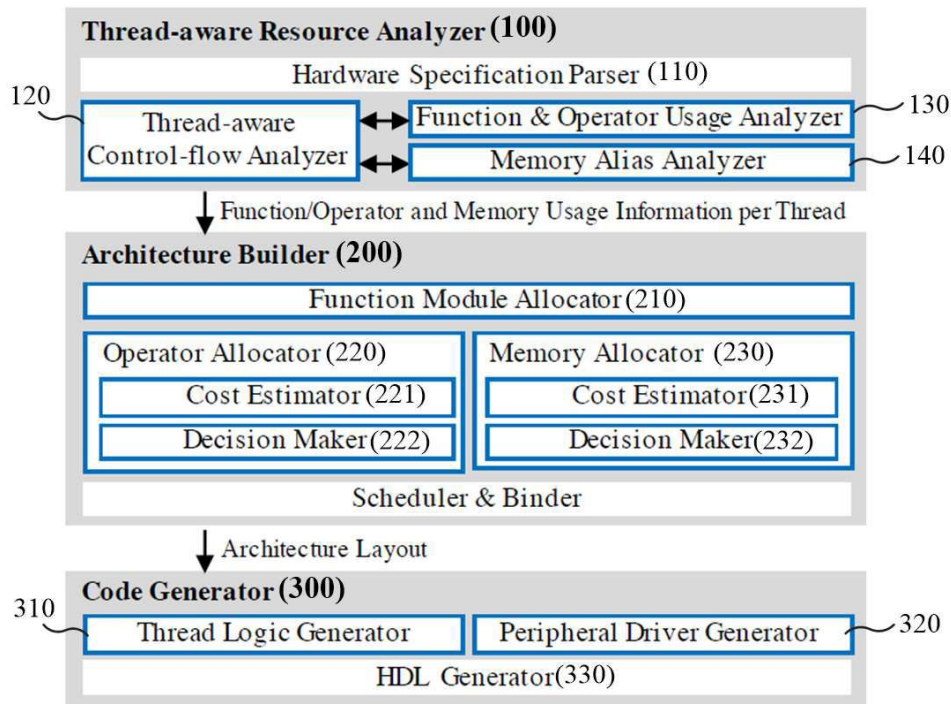 Thread-aware Resource Analyzer (100)
Hardware Specification Parser (110)
120
Thread-aware
Control-flow Analyzer
Function & Operator Usage Analyzer
130
Memory Alias Analyzer
140
Function/Operator and Memory Usage Information per Thread
Architecture Builder (200)
Function Module Allocator(210)
Operator Allocator(220)
Cost Estimator(221)
Decision Maker(222)
Memory Allocator (230)
Cost Estimator(231)
Decision Maker(232)
Scheduler & Binder
Architecture Layout
Code Generator (300)
310
Thread Logic Generator
Peripheral Driver Generator
320
HDL Generator(330)